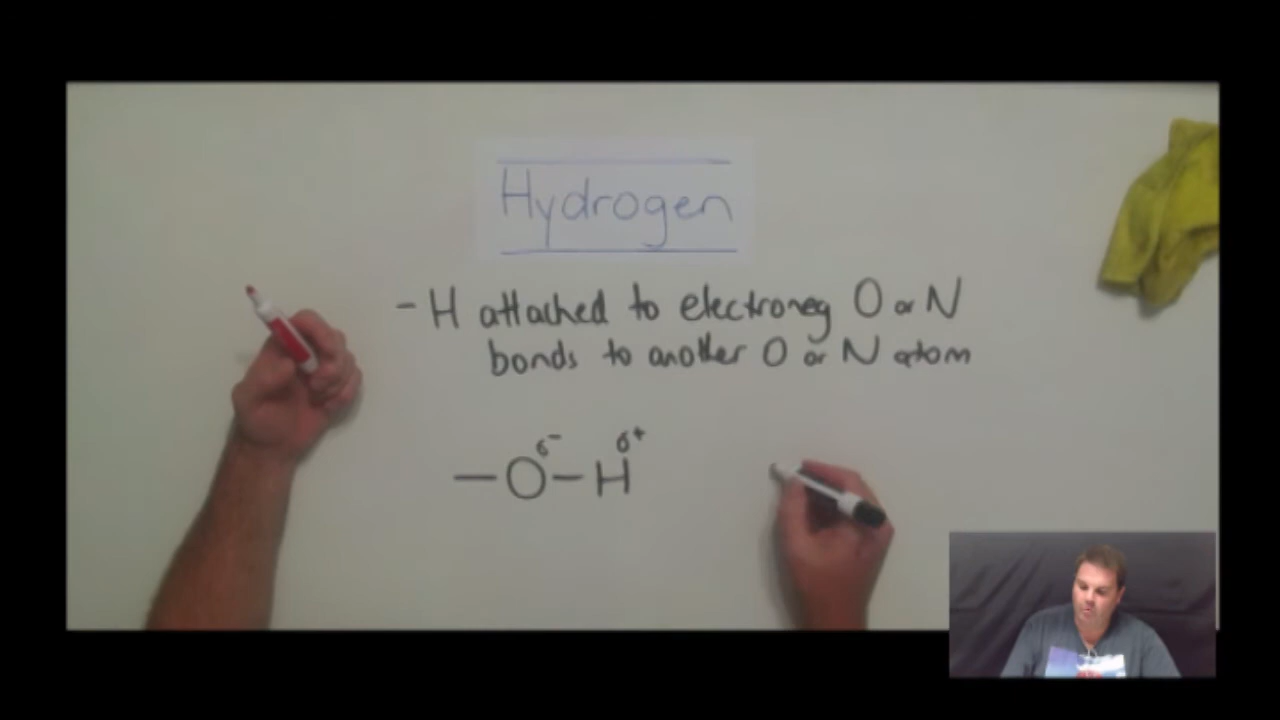 Hydrogen
- H attached to electroneg O or N
bonds to another O or N atom
δ- δ+
—O—H